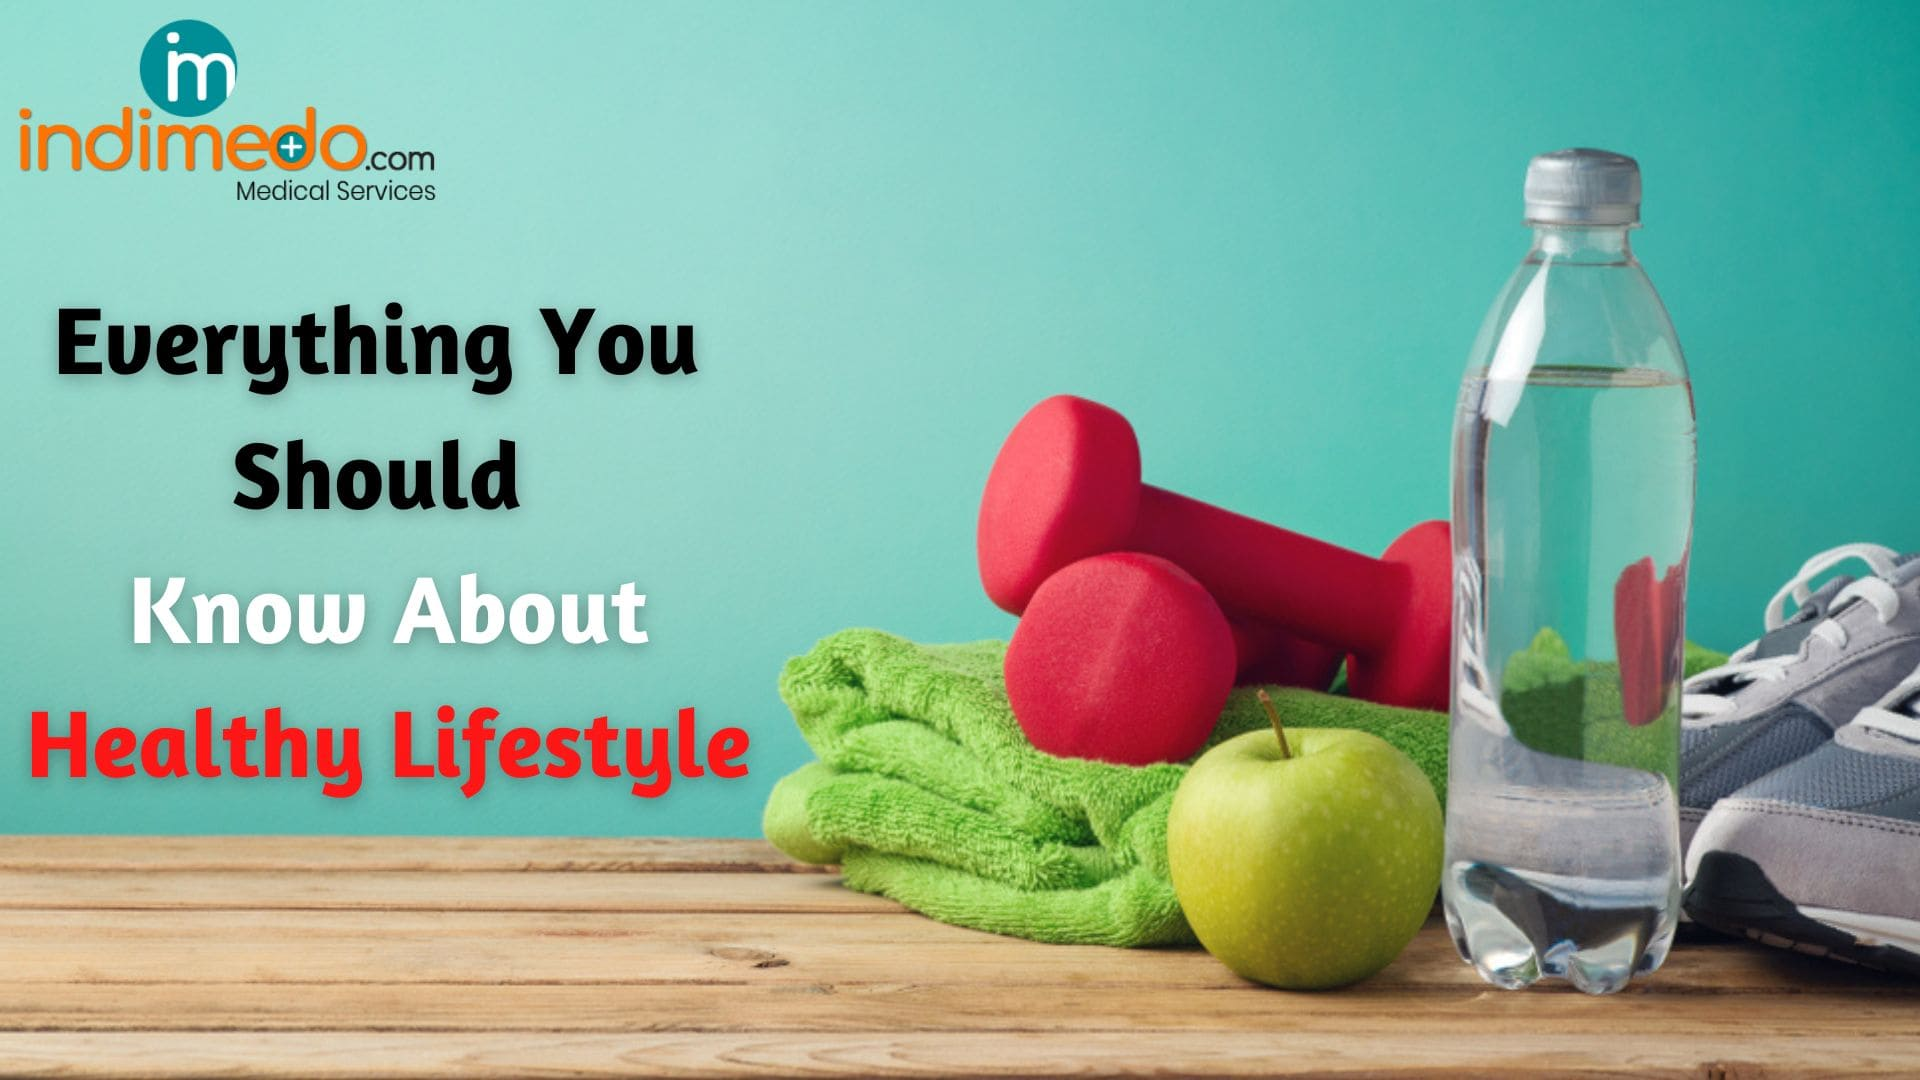 im
indimedo.com
Medical Services
Everything You
Should
Know About
Healthy Lifestyle